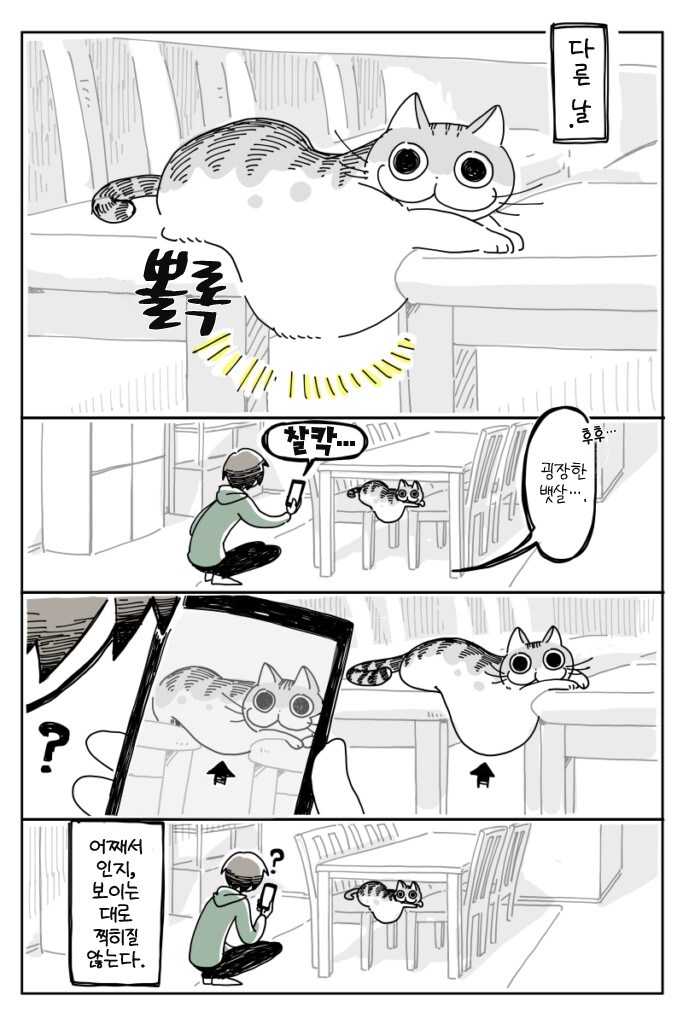 다른 날.
뽈록
찰칵...
후후...
굉장한
뱃살....
?
?
어째서
인지,
보이는
대로
찍히질
않는다.